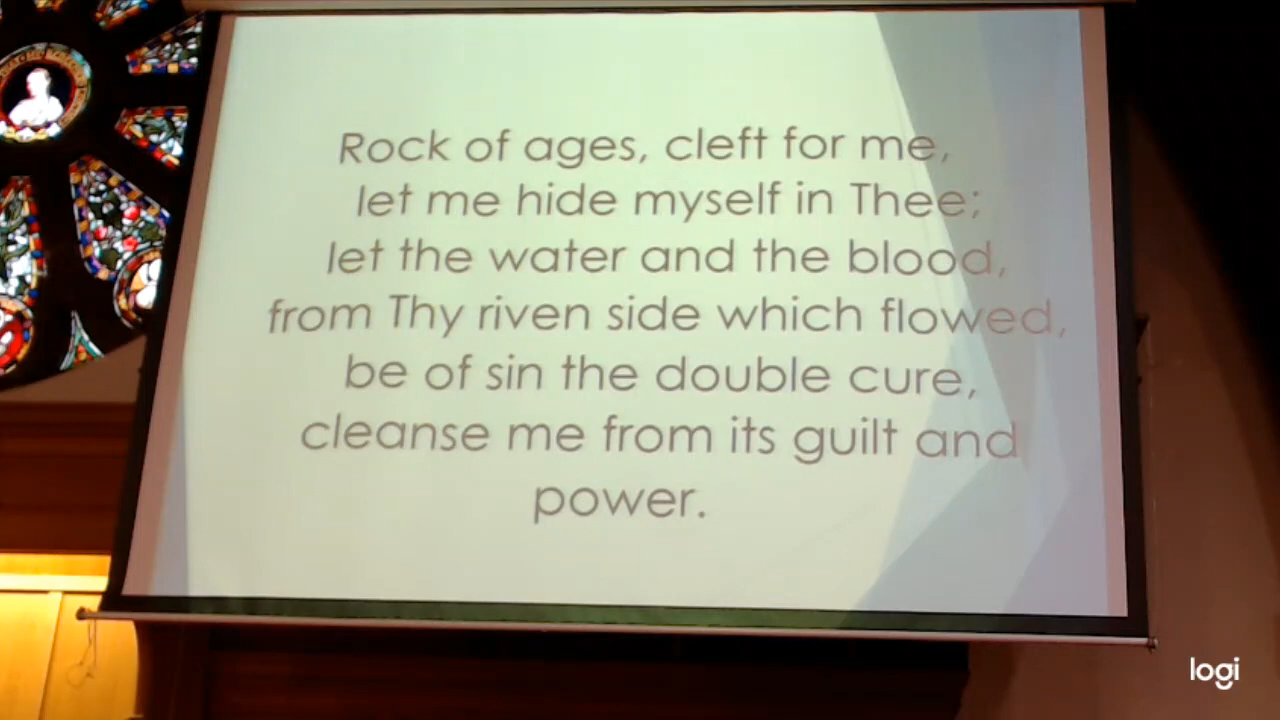 Rock of ages, cleft for me,
let me hide myself in Thee;
let the water and the blood,
from Thy riven side which flowed,
be of sin the double cure,
cleanse me from its guilt and
power.
logi